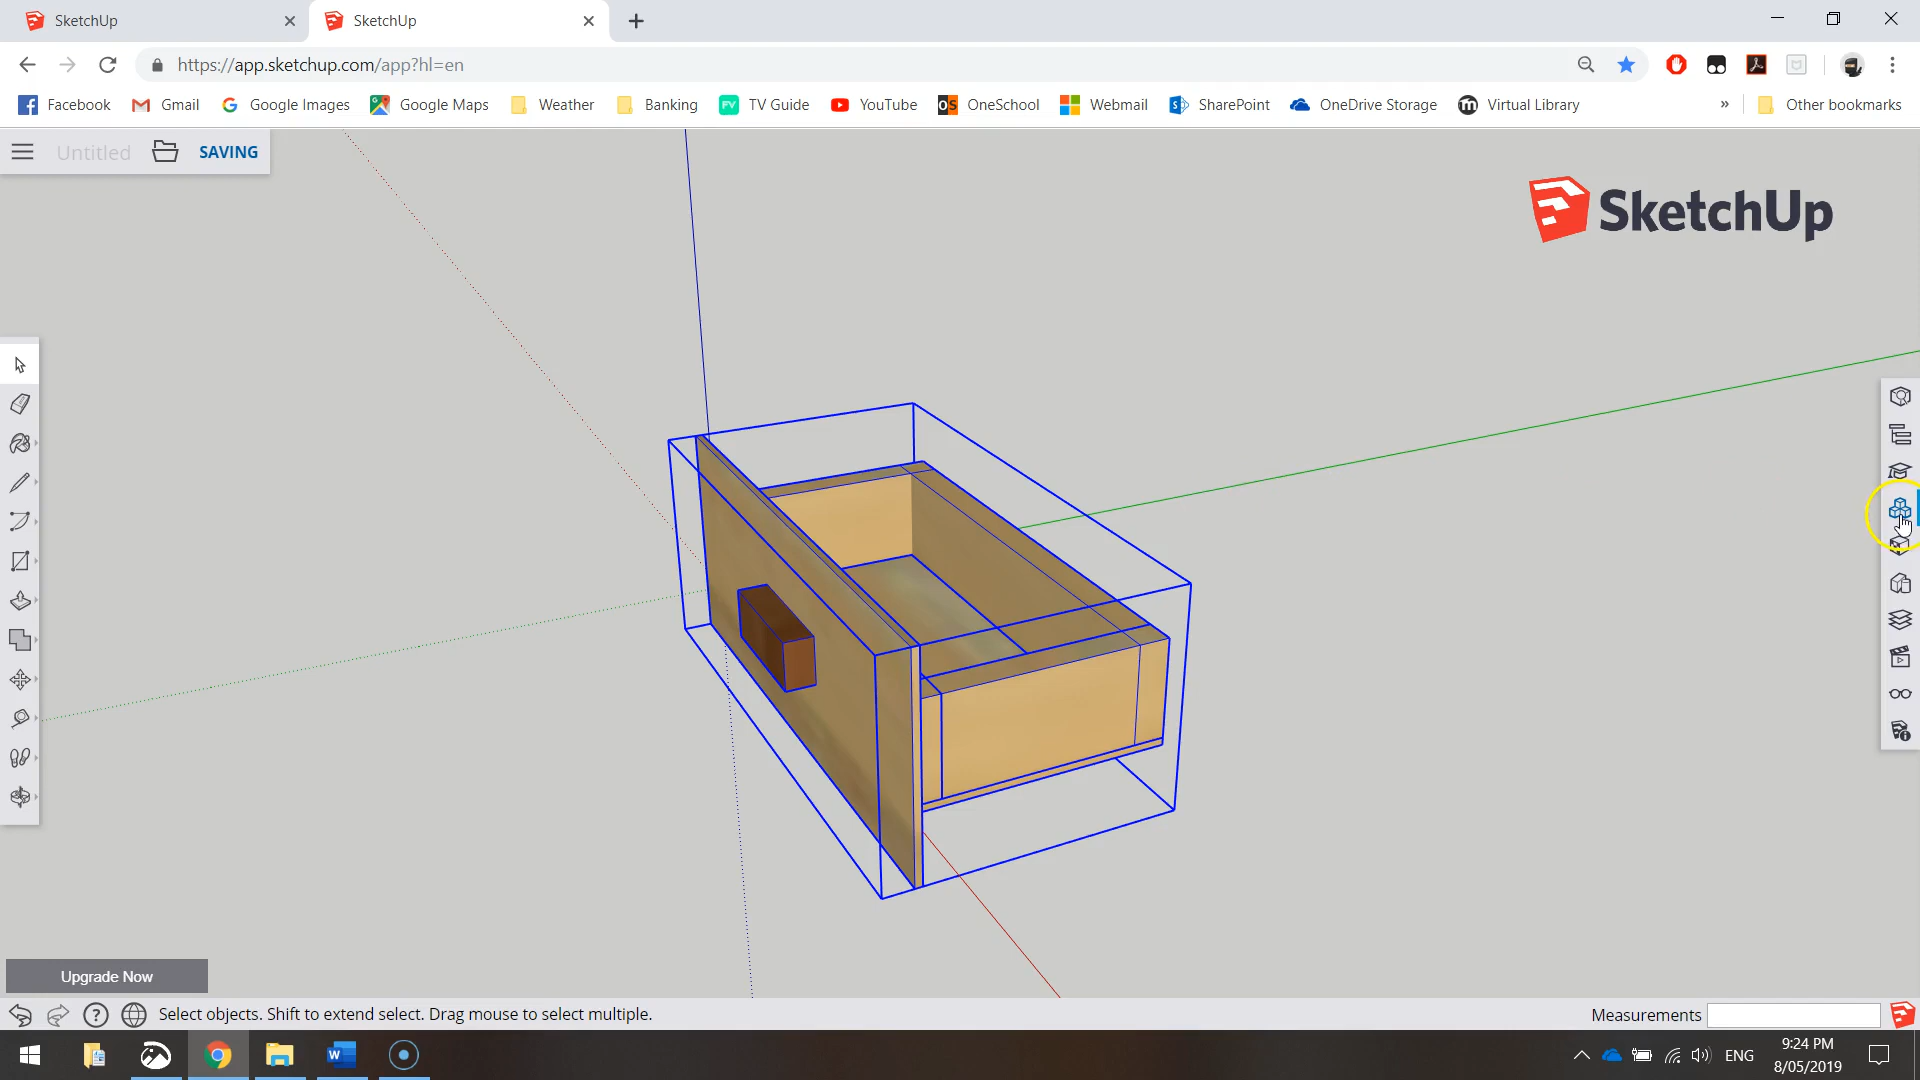 SketchUp
SketchUp
https://app.sketchup.com/app?hl=en
Facebook
Gmail
Google Images
Google Maps
Weather
Banking
TV Guide
YouTube
OneSchool
Webmail
SharePoint
OneDrive Storage
Virtual Library
»
Other bookmarks
Untitled
SAVING
SketchUp
Upgrade Now
Select objects. Shift to extend select. Drag mouse to select multiple.
Measurements
ENG
9:24 PM
8/05/2019